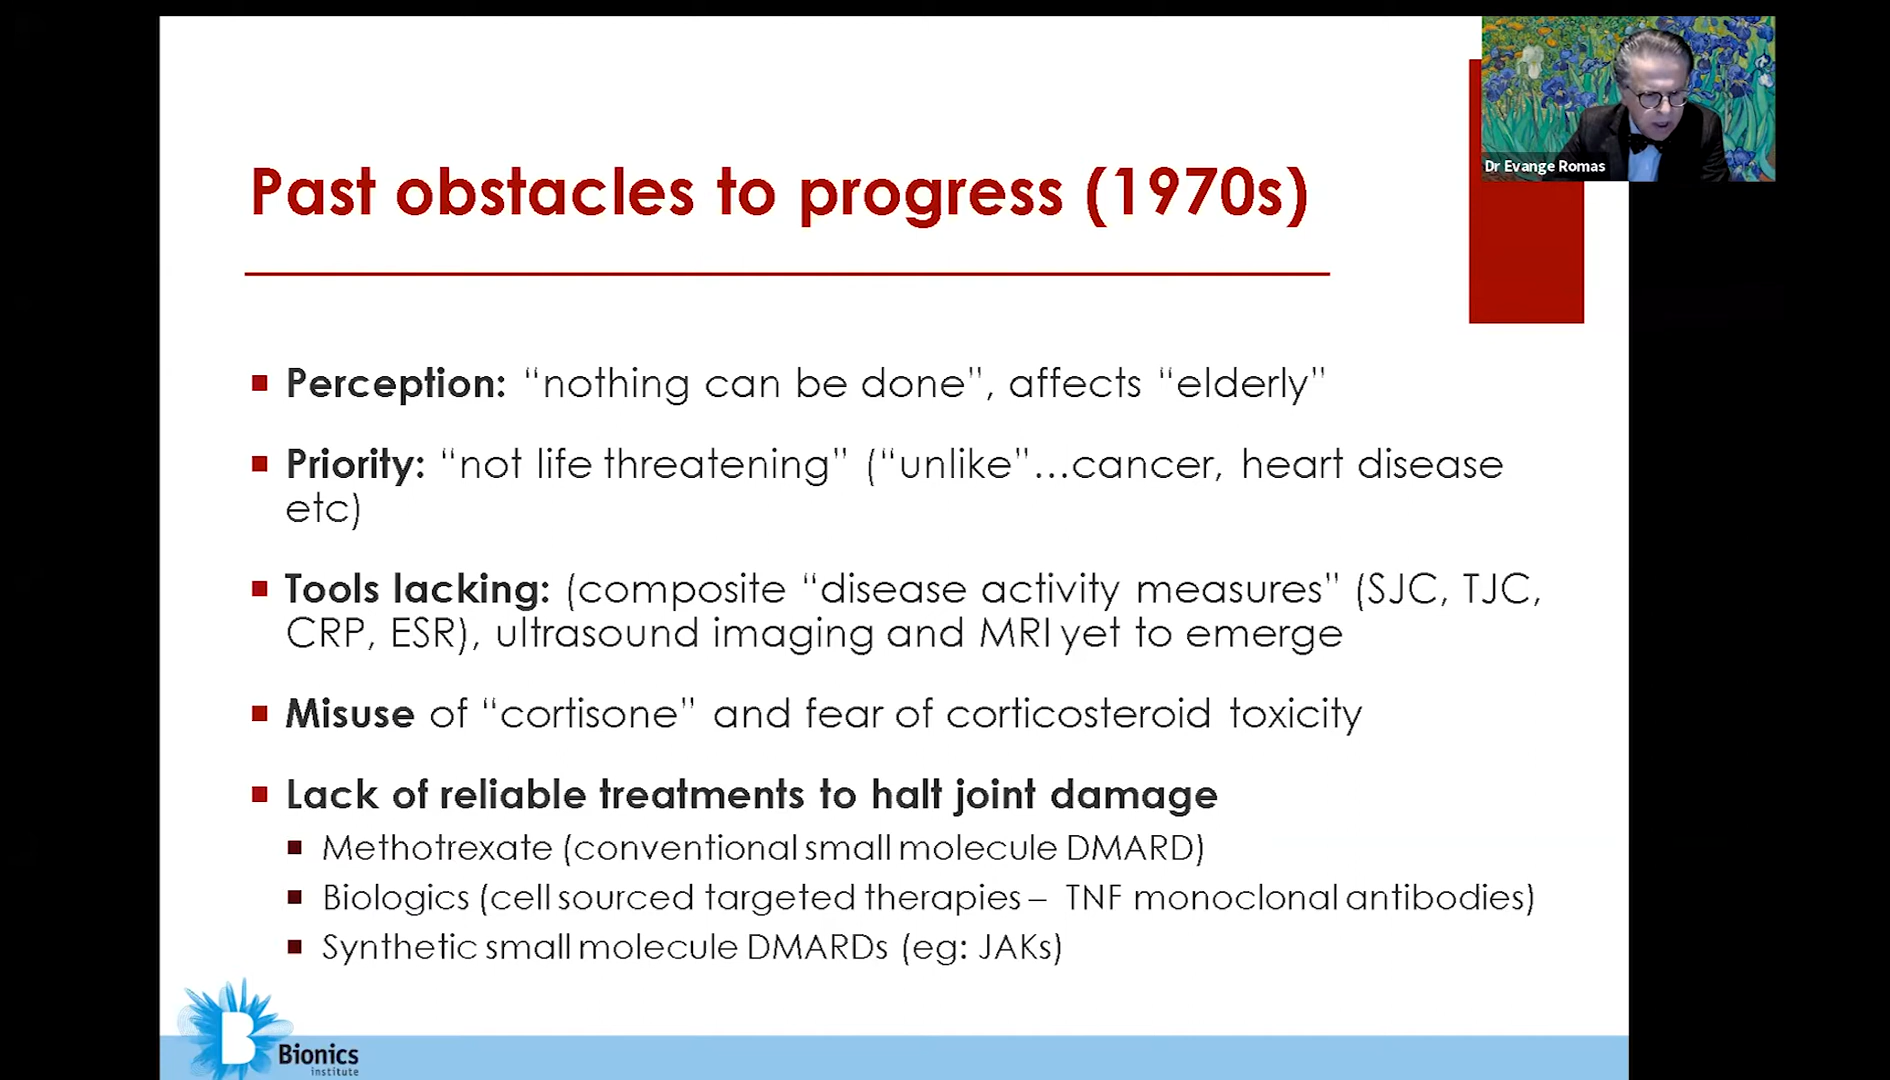 Dr Evange Romas
Past obstacles to progress (1970s)
Perception: “nothing can be done”, affects “elderly”
Priority: “not life threatening” (“unlike”...cancer, heart disease
etc)
Tools lacking: (composite “disease activity measures” (SJC, TJC,
CRP, ESR), ultrasound imaging and MRI yet to emerge
Misuse of “cortisone” and fear of corticosteroid toxicity
Lack of reliable treatments to halt joint damage
Methotrexate (conventional small molecule DMARD)
Biologics (cell sourced targeted therapies – TNF monoclonal antibodies)
Synthetic small molecule DMARDs (eg: JAKs)
B
Bionics
institute